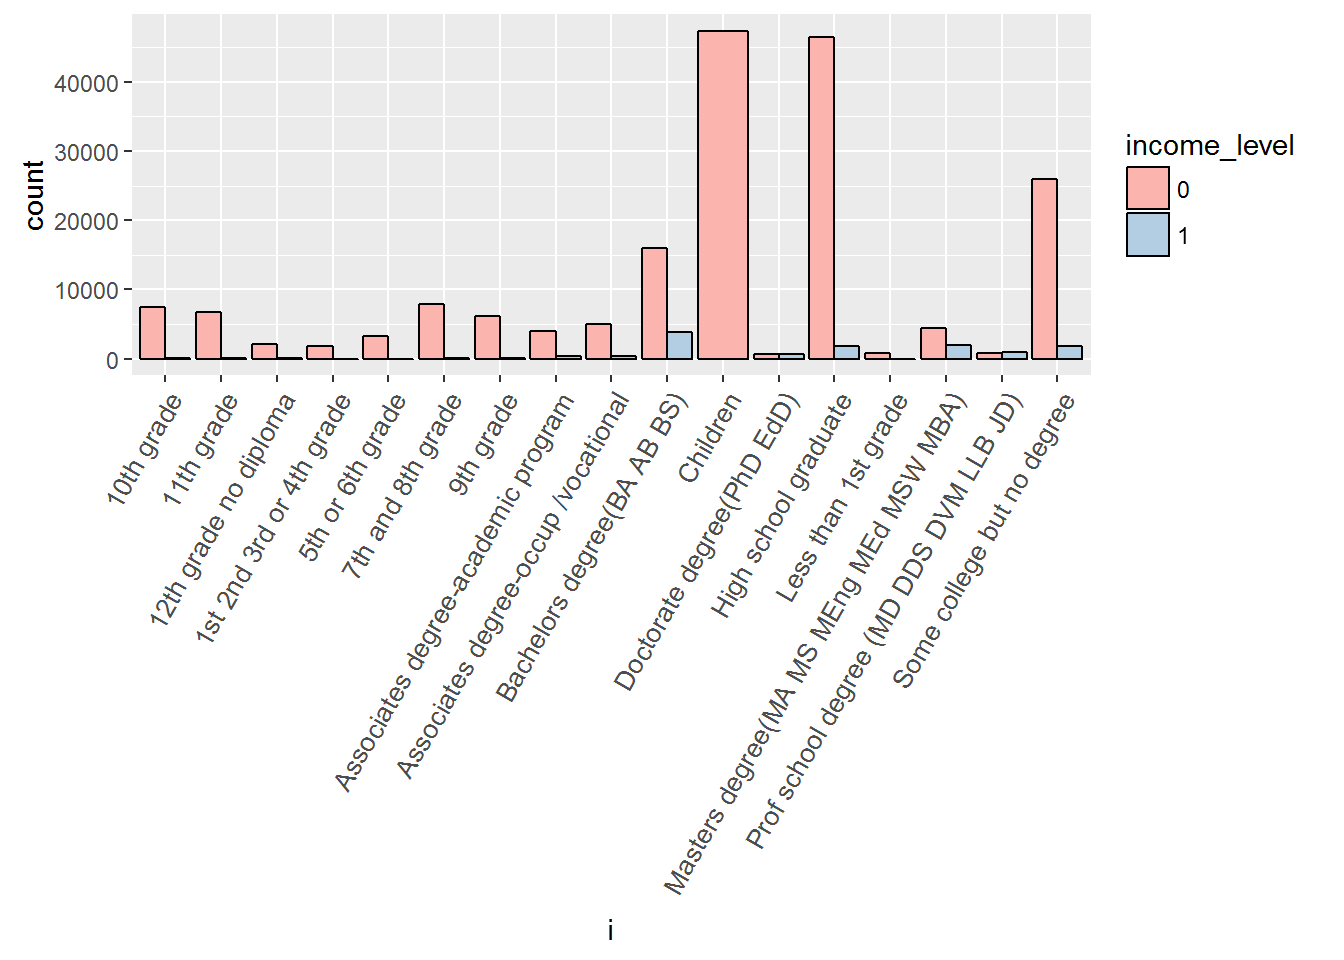 count
40000
30000
20000
10000
0
10th grade
11th grade
12th grade no diploma
1st 2nd 3rd or 4th grade
5th or 6th grade
7th and 8th grade
9th grade
Associates degree-academic program
Associates degree-occup /vocational
Bachelors degree(BA AB BS)
Children
Doctorate degree(PhD EdD)
High school graduate
Less than 1st grade
Masters degree(MA MS MEng MEd MSW MBA)
Prof school degree (MD DDS DVM LLB JD)
Some college but no degree
i
income_level
0
1